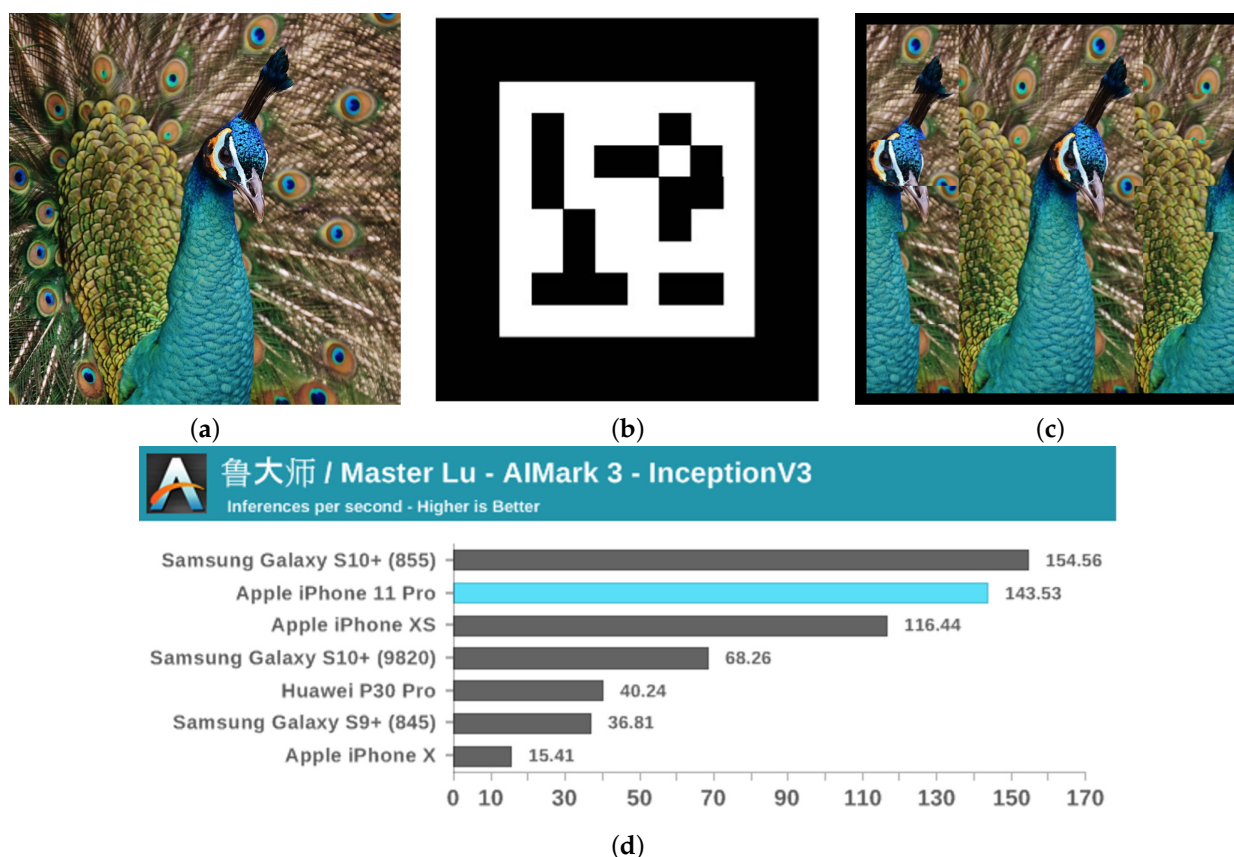 (a)
(b)
(c)
鲁大师 / Master Lu - AIMark 3 - InceptionV3
Inferences per second - Higher is Better
Samsung Galaxy S10+ (855) 154.56
Apple iPhone 11 Pro 143.53
Apple iPhone XS 116.44
Samsung Galaxy S10+ (9820) 68.26
Huawei P30 Pro 40.24
Samsung Galaxy S9+ (845) 36.81
Apple iPhone X 15.41
0 10 30 50 70 90 110 130 150 170
(d)